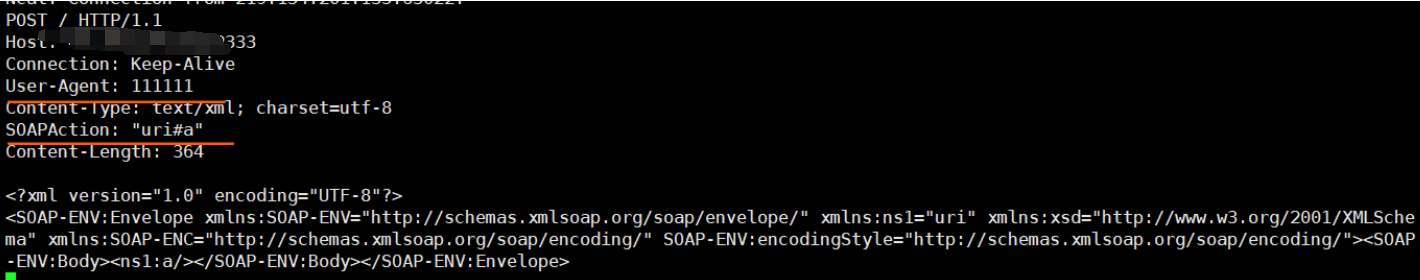 POST / HTTP/1.1
Host: 333
Connection: Keep-Alive
User-Agent: 111111
Content-Type: text/xml; charset=utf-8
SOAPAction: "uri#a"
Content-Length: 364
<?xml version="1.0" encoding="UTF-8"?>
<SOAP-ENV:Envelope xmlns:SOAP-ENV="http://schemas.xmlsoap.org/soap/envelope/" xmlns:ns1="uri" xmlns:xsd="http://www.w3.org/2001/XMLSche
ma" xmlns:SOAP-ENC="http://schemas.xmlsoap.org/soap/encoding/" SOAP-ENV:encodingStyle="http://schemas.xmlsoap.org/soap/encoding/"><SOAP
-ENV:Body><ns1:a/></SOAP-ENV:Body></SOAP-ENV:Envelope>